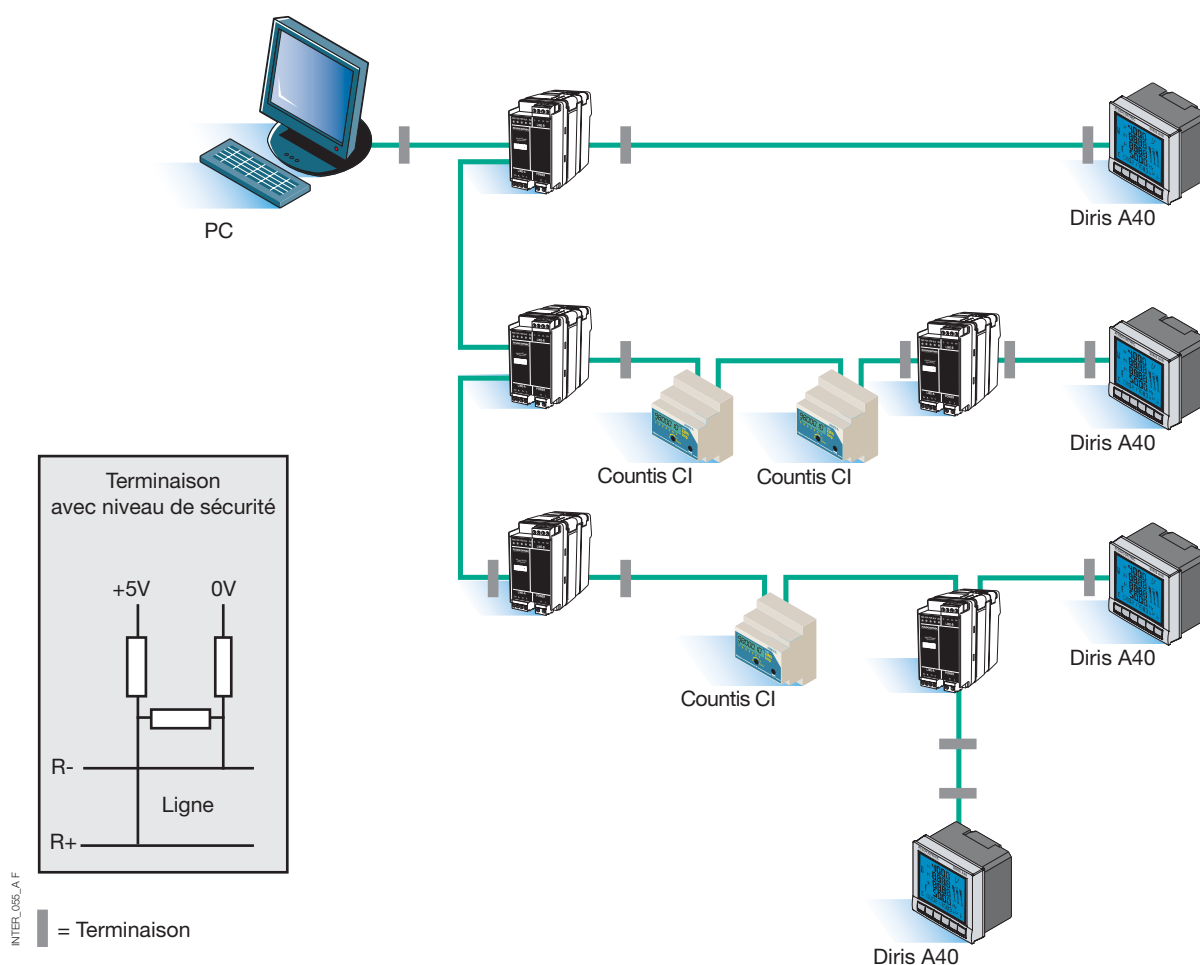 PC
Diris A40
Diris A40
Countis CI
Countis CI
Diris A40
Countis CI
Diris A40
Terminaison
avec niveau de sécurité
+5V
0V
R-
Ligne
R+
= Terminaison
INTER_055_A F